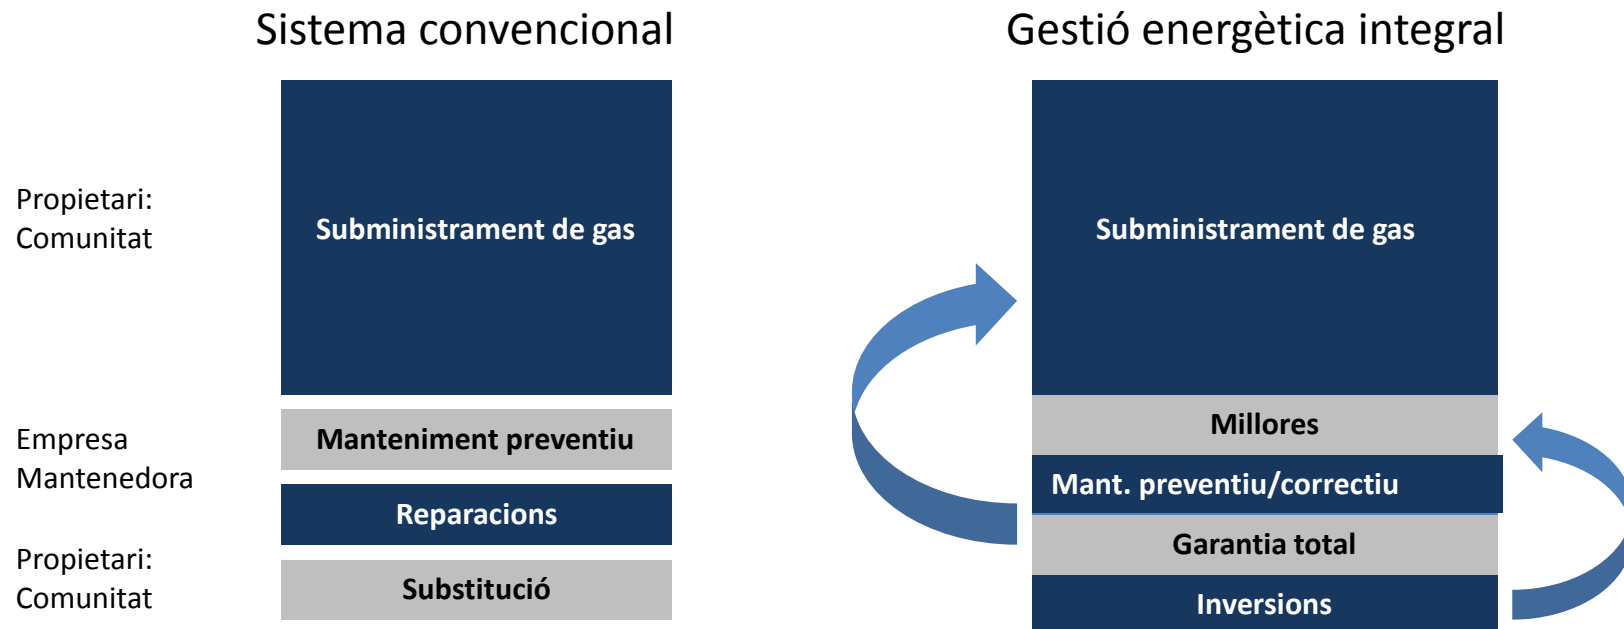 Sistema convencional
Gestió energètica integral
Propietari:
Comunitat
Subministrament de gas
Subministrament de gas
Empresa
Mantenedora
Manteniment preventiu
Reparacions
Propietari:
Comunitat
Substitució
Millores
Mant. preventiu/correctiu
Garantia total
Inversions